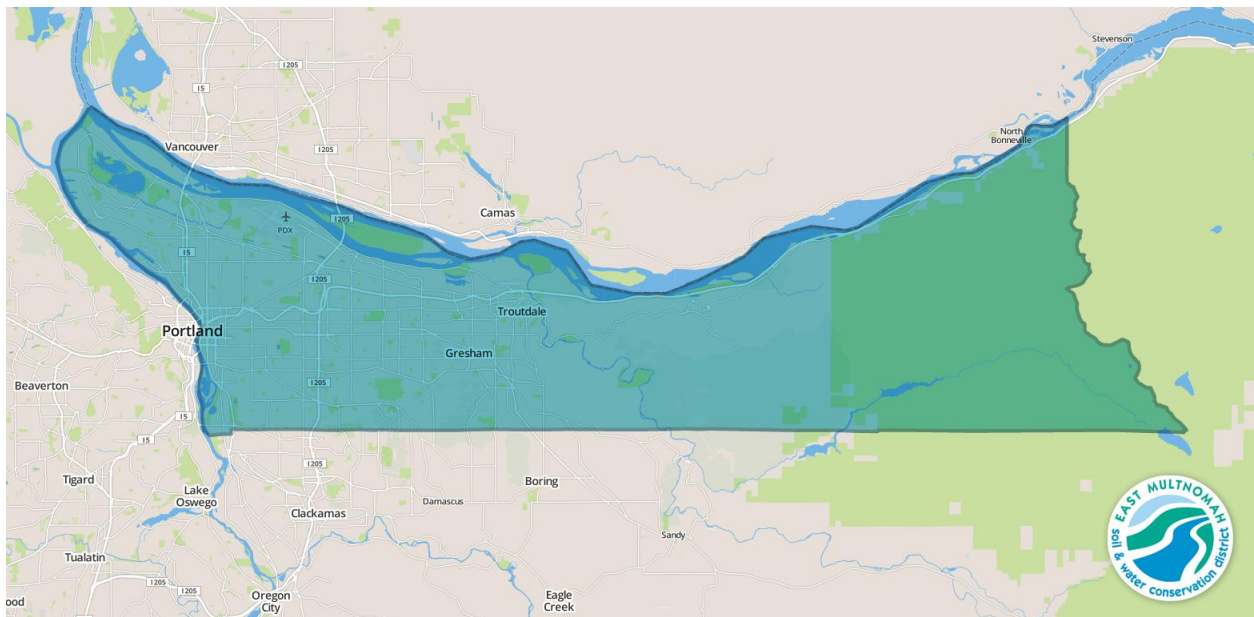 Stevenson
I205
I5
North
Bonneville
Vancouver
I205
Camas
I205
PDX
I5
I205
Troutdale
Portland
Gresham
Beaverton
I205
I5
I5
Tigard
I205
Boring
Lake
Oswego
Damascus
Clackamas
Sandy
Tualatin
I205
I205
ood
Oregon
City
Eagle
Creek
EAST MULTNOMAH
soil & water conservation district